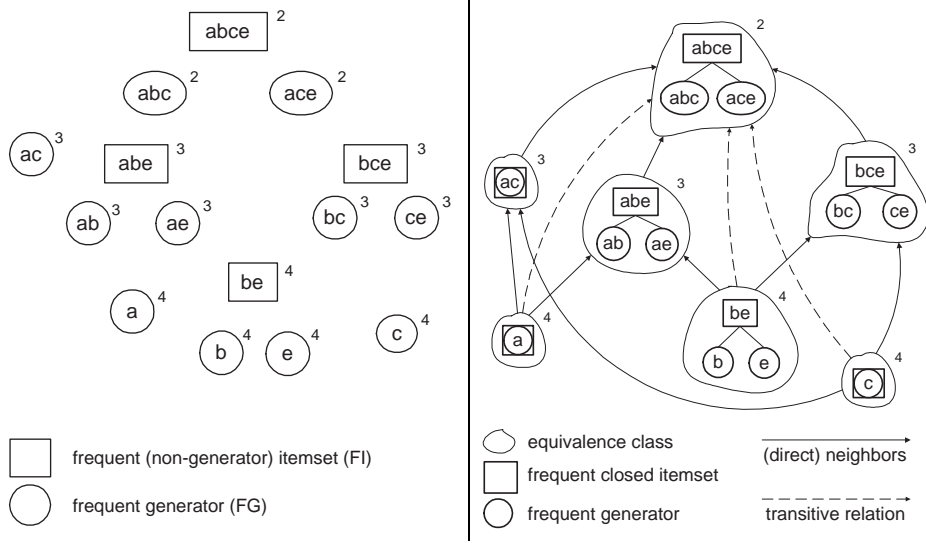 abce 2
abc 2 ace 2
ac 3 abe 3 bce 3
ab 3 ae 3 bc 3 ce 3
be 4
a 4 c 4
b 4 e 4
frequent (non-generator) itemset (FI)
frequent generator (FG)
2
abce
abc ace
3 3
ac bce
3
abe bc ce
ab ae
4
be
4
a
4
b e
c
equivalence class
(direct) neighbors
frequent closed itemset
frequent generator
transitive relation